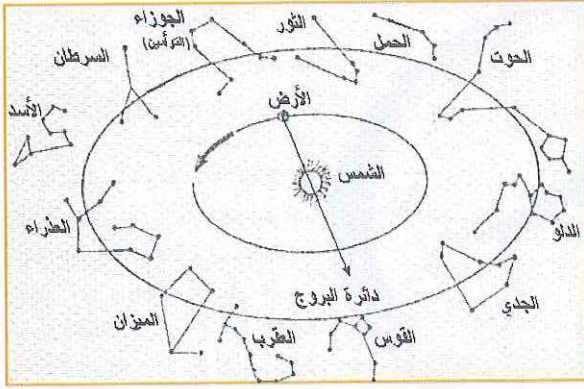 الجوزاء
(التوأمين)
الثور
الحمل
الحوت
السرطان
الأسد
الأرض
الشمس
العذراء
الدلو
الجدي
دائرة البروج
الميزان
العقرب
القوس